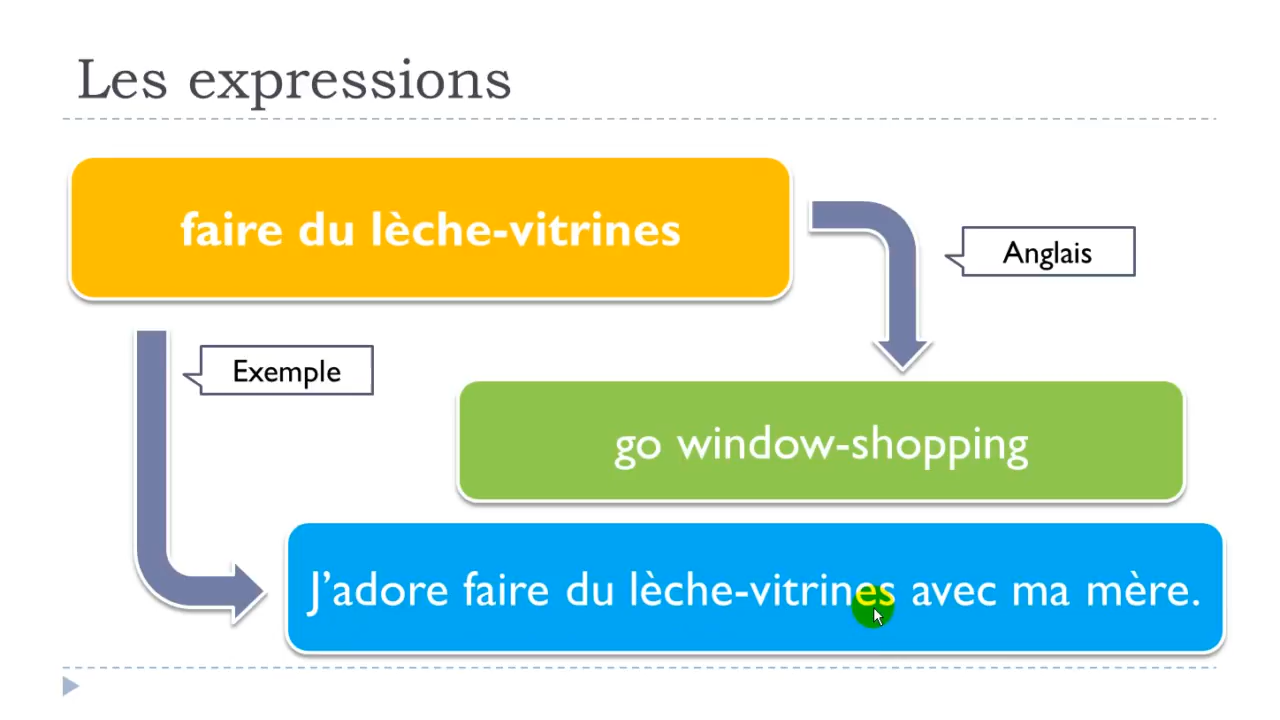 Les expressions
faire du lèche-vitrines
Anglais
Exemple
go window-shopping
J'adore faire du lèche-vitrines avec ma mère.